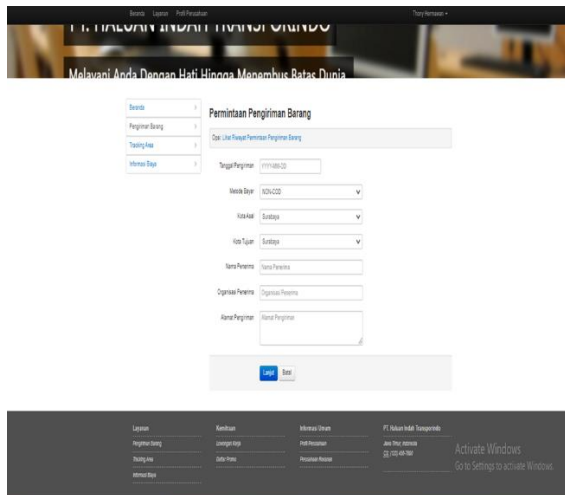 Beranda Layanan Profil Perusahaan Thony Hermawan
PT. HALUAN INDAH TRANSPORINDO
Melayani Anda Dengan Hati Hingga Menembus Batas Dunia
Beranda
Pengiriman Barang
Tracking Area
Informasi Biaya
Permintaan Pengiriman Barang
Opsi: Lihat Riwayat Permintaan Pengiriman Barang
Tanggal Pengiriman YYYY-MM-DD
Metode Bayar NON-COD
Kota Asal Surabaya
Kota Tujuan Surabaya
Nama Penerima Nama Penerima
Organisasi Penerima Organisasi Penerima
Alamat Pengiriman Alamat Pengiriman
Lanjut Batal
Layanan Kemitraan Informasi Umum PT. Haluan Indah Transporindo
Pengiriman Barang Lowongan Kerja Profil Perusahaan Jawa Timur, Indonesia
Tracking Area Daftar Promo
Informasi Biaya
Activate Windows
Go to Settings to activate Windows.